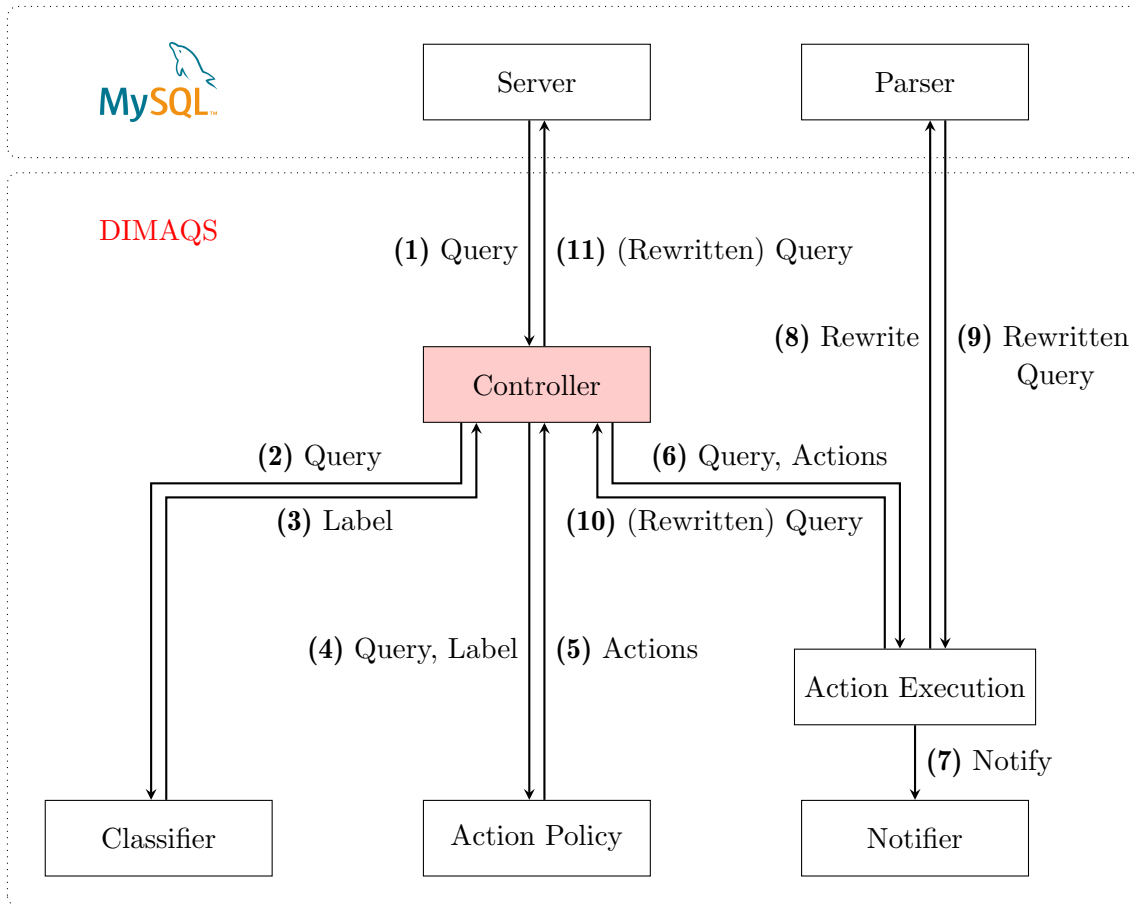 MySQL™
Server
Parser
DIMAQS
(1) Query
(11) (Rewritten) Query
(8) Rewrite
(9) Rewritten
Query
Controller
(2) Query
(6) Query, Actions
(3) Label
(10) (Rewritten) Query
(4) Query, Label
(5) Actions
Action Execution
(7) Notify
Classifier
Action Policy
Notifier